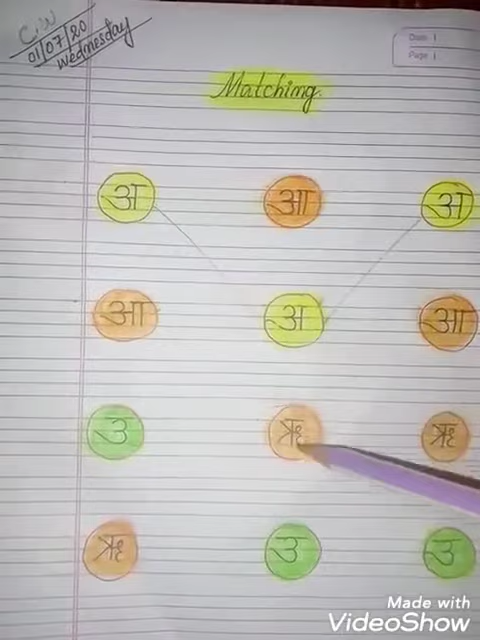 C.W
01/07/20
Wednesday
Date
Page
Matching.
अ आ अ
आ अ आ
उ ऋ ऋ
ऋ उ उ
Made with
VideoShow